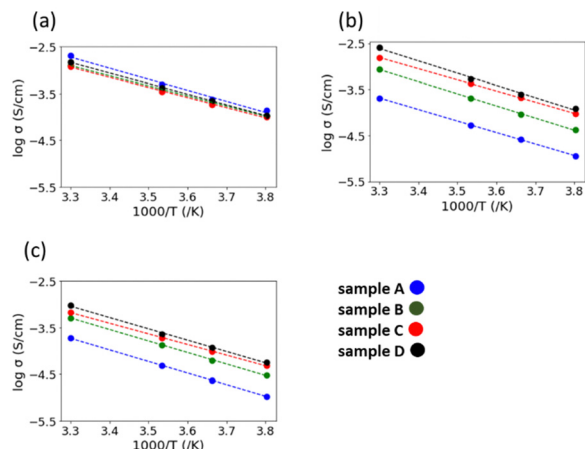 (a)
−2.5
−3.5
−4.5
−5.5
log σ (S/cm)
3.3 3.4 3.5 3.6 3.7 3.8
1000/T (/K)
(b)
−2.5
−3.5
−4.5
−5.5
log σ (S/cm)
3.3 3.4 3.5 3.6 3.7 3.8
1000/T (/K)
(c)
−2.5
−3.5
−4.5
−5.5
log σ (S/cm)
3.3 3.4 3.5 3.6 3.7 3.8
1000/T (/K)
sample A
sample B
sample C
sample D